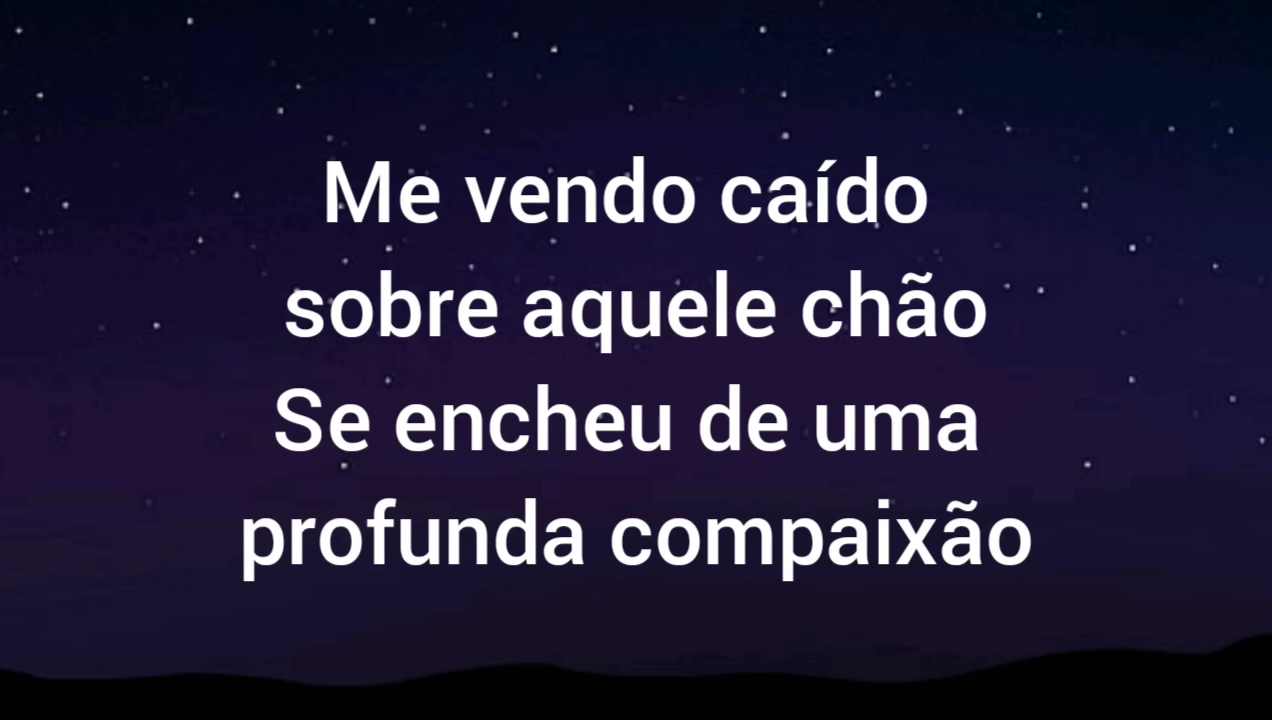 Me vendo caído
sobre aquele chão
Se encheu de uma
profunda compaixão